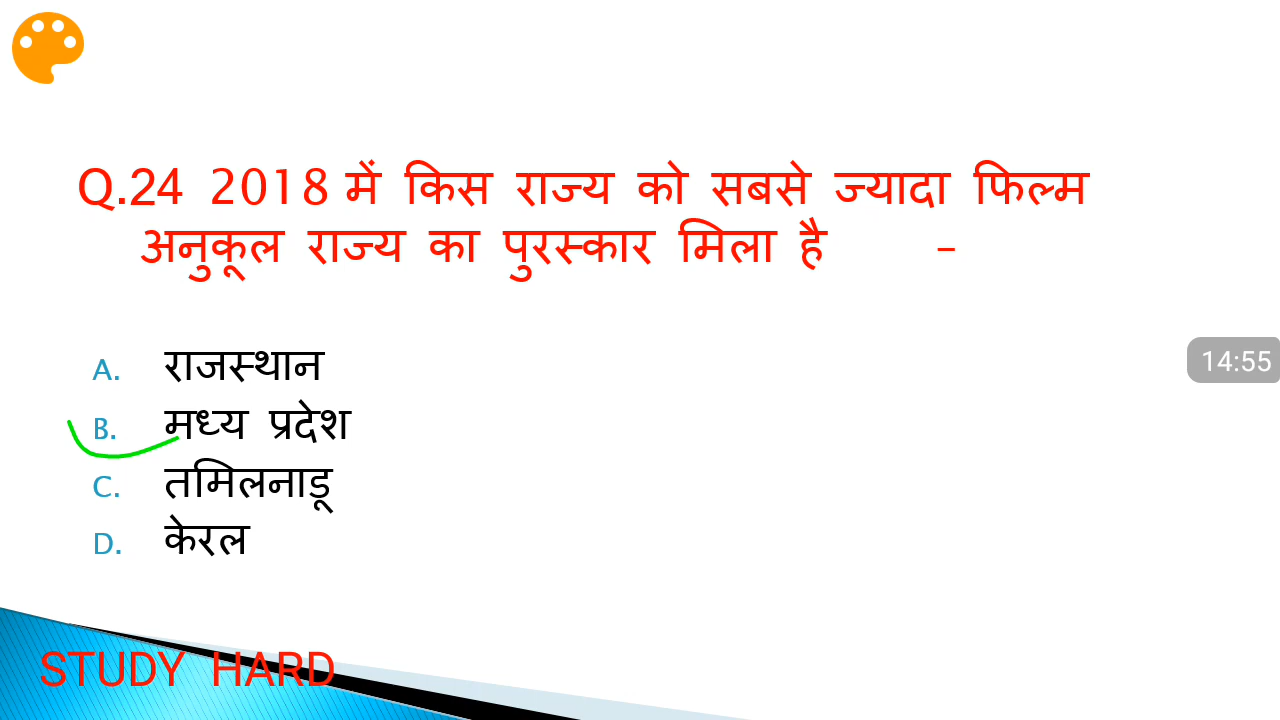 Q.24 2018 में किस राज्य को सबसे ज्यादा फिल्म
अनुकूल राज्य का पुरस्कार मिला है –
A. राजस्थान
B. मध्य प्रदेश
C. तमिलनाडू
D. केरल
14:55
STUDY HARD